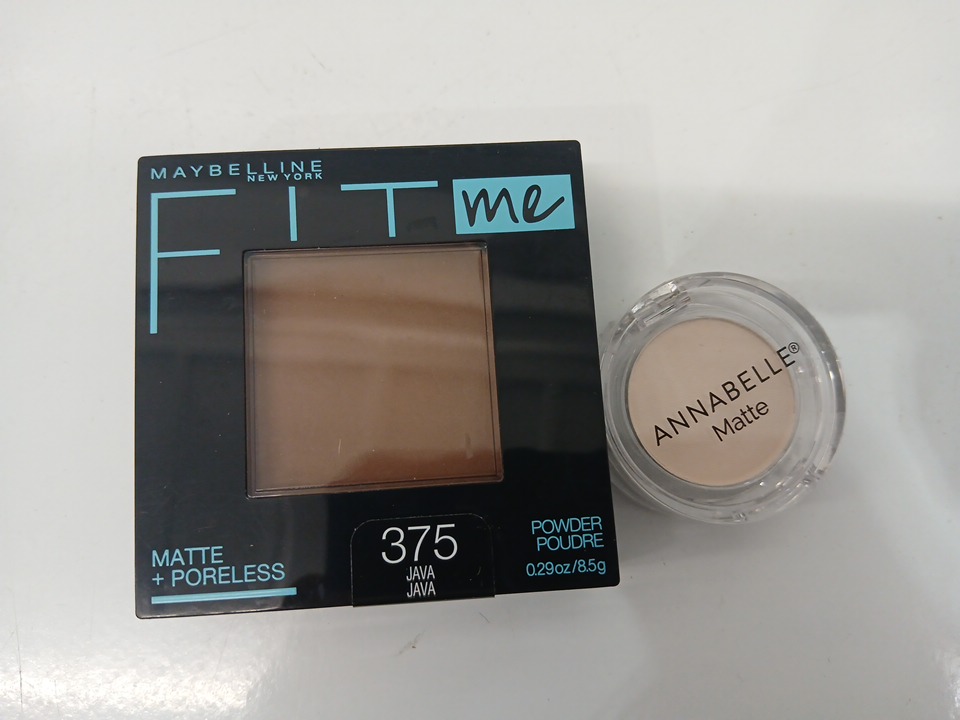 MAYBELLINE
NEW YORK
FIT me
MATTE
+ PORELESS
375
JAVA
JAVA
POWDER
POUDRE
0.29oz/8.5g
ANNABELLE®
Matte